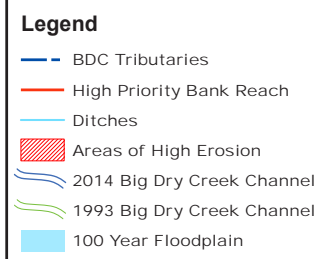 Legend
BDC Tributaries
High Priority Bank Reach
Ditches
Areas of High Erosion
2014 Big Dry Creek Channel
1993 Big Dry Creek Channel
100 Year Floodplain